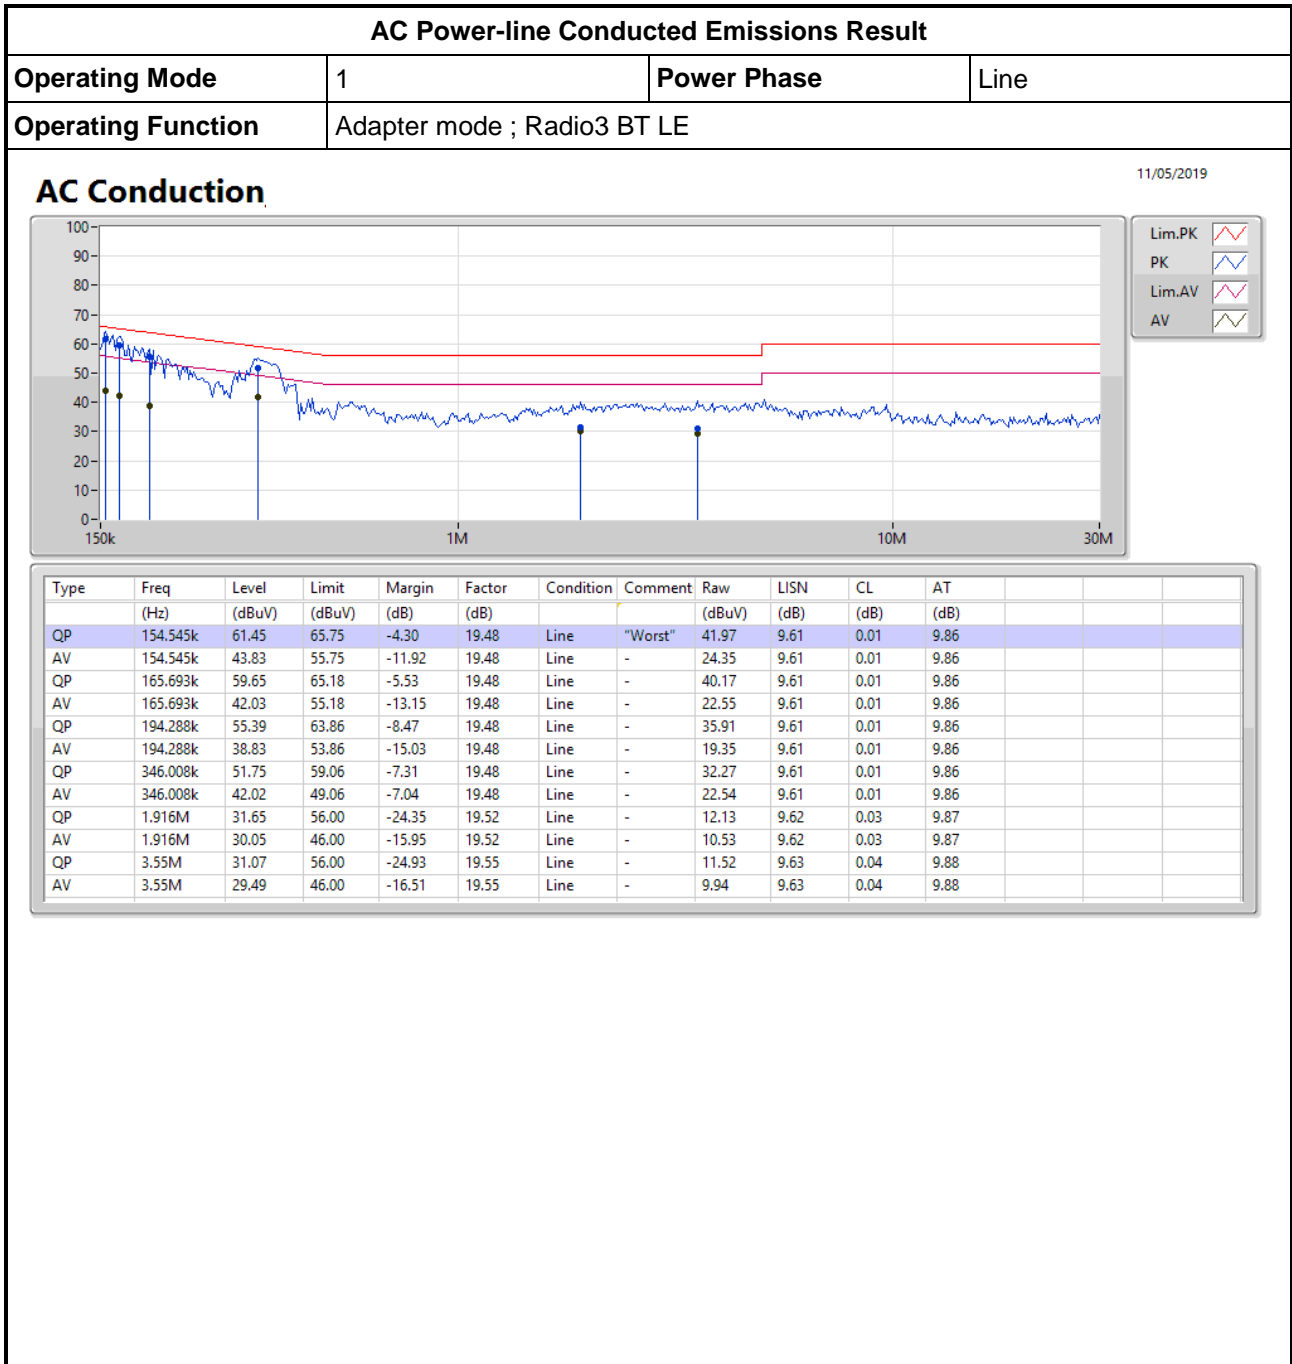 AC Power-line Conducted Emissions Result
Operating Mode 1 Power Phase Line
Operating Function Adapter mode ; Radio3 BT LE
11/05/2019
AC Conduction
100
90
80
70
60
50
40
30
20
10
0
150k 1M 10M 30M
Lim.PK
PK
Lim.AV
AV
Type Freq Level Limit Margin Factor Condition Comment Raw LISN CL AT
(Hz) (dBuV) (dBuV) (dB) (dB) (dBuV) (dB) (dB) (dB)
QP 154.545k 61.45 65.75 -4.30 19.48 Line "Worst" 41.97 9.61 0.01 9.86
AV 154.545k 43.83 55.75 -11.92 19.48 Line - 24.35 9.61 0.01 9.86
QP 165.693k 59.65 65.18 -5.53 19.48 Line - 40.17 9.61 0.01 9.86
AV 165.693k 42.03 55.18 -13.15 19.48 Line - 22.55 9.61 0.01 9.86
QP 194.288k 55.39 63.86 -8.47 19.48 Line - 35.91 9.61 0.01 9.86
AV 194.288k 38.83 53.86 -15.03 19.48 Line - 19.35 9.61 0.01 9.86
QP 346.008k 51.75 59.06 -7.31 19.48 Line - 32.27 9.61 0.01 9.86
AV 346.008k 42.02 49.06 -7.04 19.48 Line - 22.54 9.61 0.01 9.86
QP 1.916M 31.65 56.00 -24.35 19.52 Line - 12.13 9.62 0.03 9.87
AV 1.916M 30.05 46.00 -15.95 19.52 Line - 10.53 9.62 0.03 9.87
QP 3.55M 31.07 56.00 -24.93 19.55 Line - 11.52 9.63 0.04 9.88
AV 3.55M 29.49 46.00 -16.51 19.55 Line - 9.94 9.63 0.04 9.88